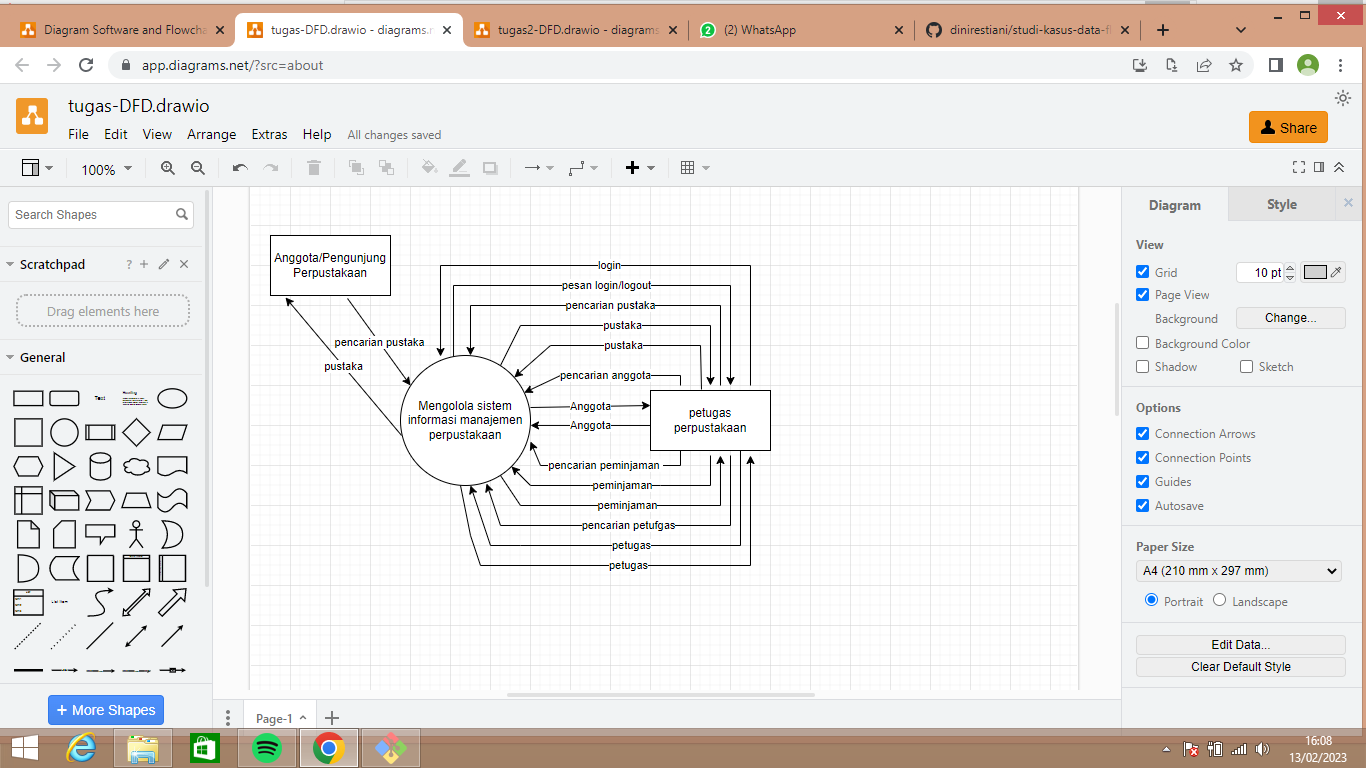 Diagram Software and Flowcha
tugas-DFD.drawio - diagrams.n
tugas2-DFD.drawio - diagrams
(2) WhatsApp
dinirestiani/studi-kasus-data-fl
app.diagrams.net/?src=about
tugas-DFD.drawio
File Edit View Arrange Extras Help All changes saved
Share
100%
Search Shapes
Scratchpad
?
Drag elements here
General
Text
Heading
List Item
+ More Shapes
Anggota/Pengunjung
Perpustakaan
pencarian pustaka
pustaka
Mengolola sistem
informasi manajemen
perpustakaan
login
pesan login/logout
pencarian pustaka
pustaka
pustaka
pencarian anggota
Anggota
Anggota
petugas
perpustakaan
pencarian peminjaman
peminjaman
peminjaman
pencarian petufgas
petugas
petugas
Page-1
Diagram
Style
View
Grid
10 pt
Page View
Background
Change...
Background Color
Shadow
Sketch
Options
Connection Arrows
Connection Points
Guides
Autosave
Paper Size
A4 (210 mm x 297 mm)
Portrait
Landscape
Edit Data...
Clear Default Style
16:08
13/02/2023